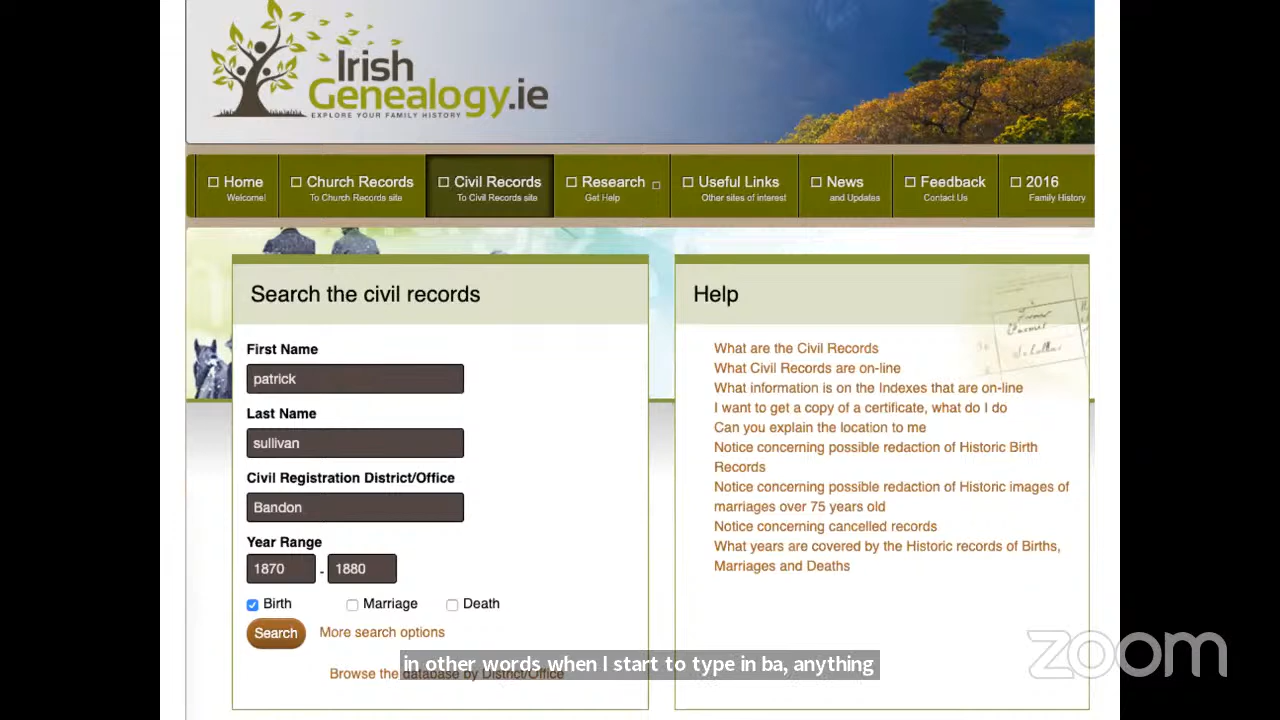 Irish
Genealogy.ie
EXPLORE YOUR FAMILY HISTORY
Home
Welcome!
Church Records
To Church Records site
Civil Records
To Civil Records site
Research
Get Help
Useful Links
Other sites of interest
News
and Updates
Feedback
Contact Us
2016
Family History
Search the civil records
First Name
patrick
Last Name
sullivan
Civil Registration District/Office
Bandon
Year Range
1870 - 1880
Birth Marriage Death
Search More search options
Browse the database by District/Office
Help
What are the Civil Records
What Civil Records are on-line
What information is on the Indexes that are on-line
I want to get a copy of a certificate, what do I do
Can you explain the location to me
Notice concerning possible redaction of Historic Birth
Records
Notice concerning possible redaction of Historic images of
marriages over 75 years old
Notice concerning cancelled records
What years are covered by the Historic records of Births,
Marriages and Deaths
in other words when I start to type in ba, anything
zoom